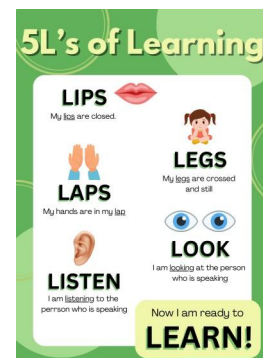 5L's of Learning
LIPS
My lips are closed.
LEGS
My legs are crossed
and still
LAPS
My hands are in my lap
LOOK
I am looking at the person
who is speaking
LISTEN
I am listening to the
perrson who is speaking
Now I am ready to
LEARN!